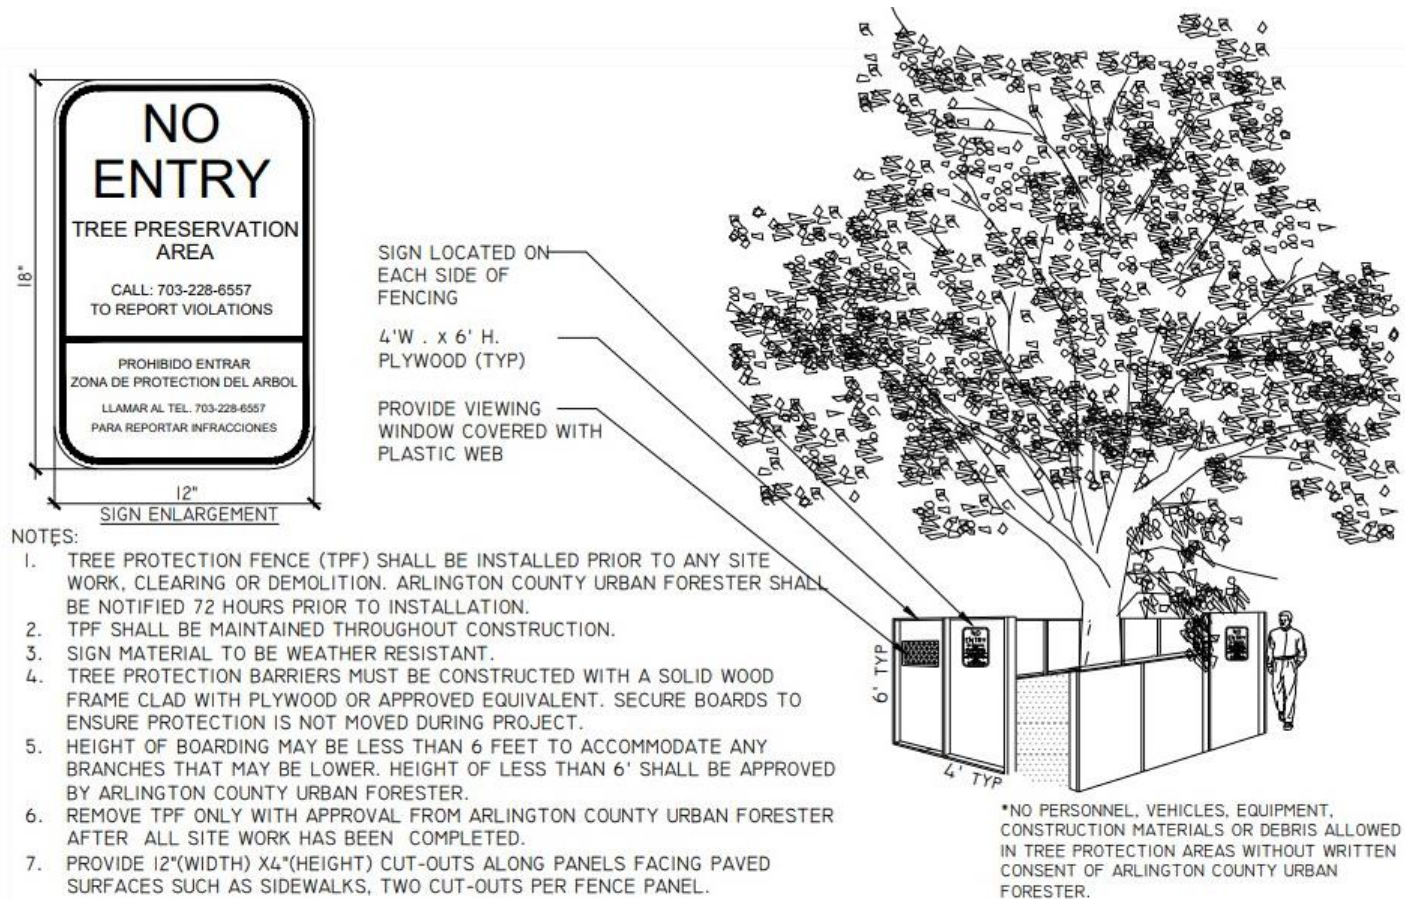 NO
ENTRY
TREE PRESERVATION
AREA
CALL: 703-228-6557
TO REPORT VIOLATIONS
PROHIBIDO ENTRAR
ZONA DE PROTECTION DEL ARBOL
LLAMAR AL TEL. 703-228-6557
PARA REPORTAR INFRACCIONES
18"
12"
SIGN ENLARGEMENT
SIGN LOCATED ON
EACH SIDE OF
FENCING
4'W . x 6' H.
PLYWOOD (TYP)
PROVIDE VIEWING
WINDOW COVERED WITH
PLASTIC WEB
NO
ENTRY
NO
ENTRY
6' TYP
4' TYP
NOTES:
1. TREE PROTECTION FENCE (TPF) SHALL BE INSTALLED PRIOR TO ANY SITE
WORK, CLEARING OR DEMOLITION. ARLINGTON COUNTY URBAN FORESTER SHALL
BE NOTIFIED 72 HOURS PRIOR TO INSTALLATION.
2. TPF SHALL BE MAINTAINED THROUGHOUT CONSTRUCTION.
3. SIGN MATERIAL TO BE WEATHER RESISTANT.
4. TREE PROTECTION BARRIERS MUST BE CONSTRUCTED WITH A SOLID WOOD
FRAME CLAD WITH PLYWOOD OR APPROVED EQUIVALENT. SECURE BOARDS TO
ENSURE PROTECTION IS NOT MOVED DURING PROJECT.
5. HEIGHT OF BOARDING MAY BE LESS THAN 6 FEET TO ACCOMMODATE ANY
BRANCHES THAT MAY BE LOWER. HEIGHT OF LESS THAN 6' SHALL BE APPROVED
BY ARLINGTON COUNTY URBAN FORESTER.
6. REMOVE TPF ONLY WITH APPROVAL FROM ARLINGTON COUNTY URBAN FORESTER
AFTER ALL SITE WORK HAS BEEN COMPLETED.
7. PROVIDE 12"(WIDTH) X4"(HEIGHT) CUT-OUTS ALONG PANELS FACING PAVED
SURFACES SUCH AS SIDEWALKS, TWO CUT-OUTS PER FENCE PANEL.
*NO PERSONNEL, VEHICLES, EQUIPMENT,
CONSTRUCTION MATERIALS OR DEBRIS ALLOWED
IN TREE PROTECTION AREAS WITHOUT WRITTEN
CONSENT OF ARLINGTON COUNTY URBAN
FORESTER.